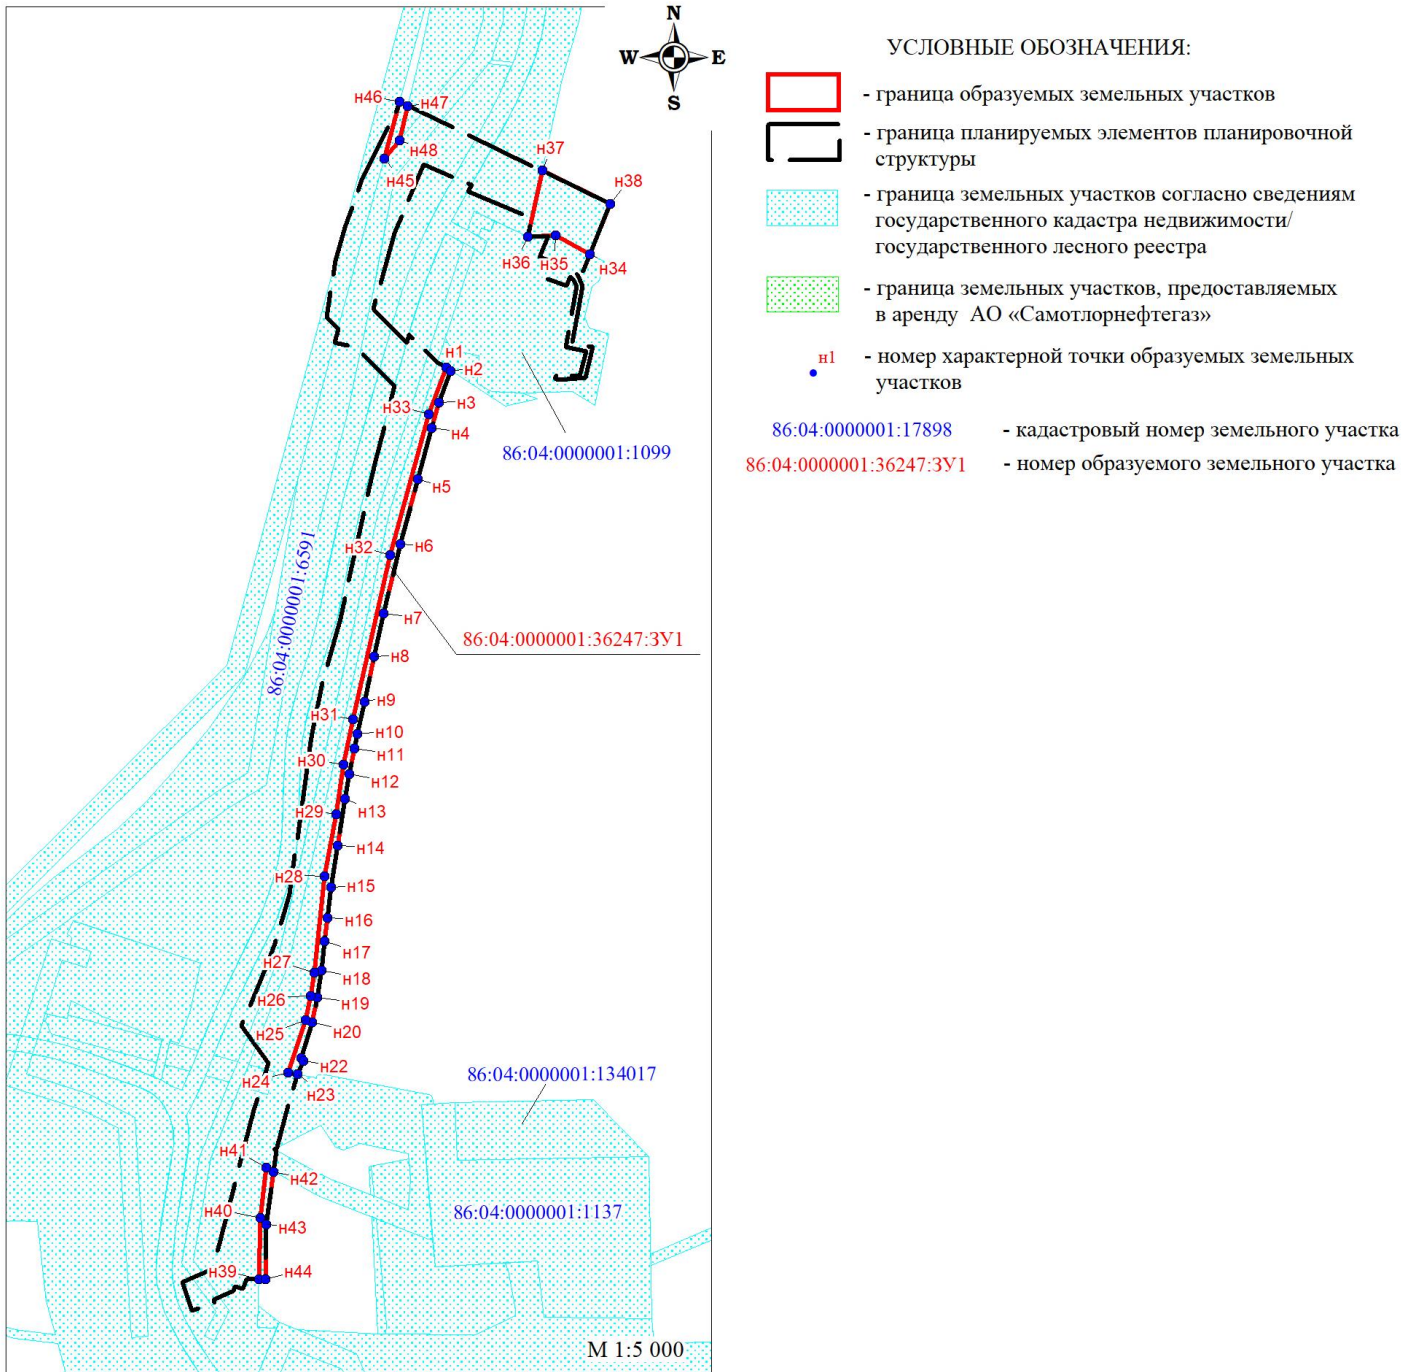 N
W E
S
УСЛОВНЫЕ ОБОЗНАЧЕНИЯ:
- граница образуемых земельных участков
- граница планируемых элементов планировочной
структуры
- граница земельных участков согласно сведениям
государственного кадастра недвижимости/
государственного лесного реестра
- граница земельных участков, предоставляемых
в аренду АО «Самотлорнефтегаз»
н1 - номер характерной точки образуемых земельных
участков
86:04:0000001:17898 - кадастровый номер земельного участка
86:04:0000001:36247:ЗУ1 - номер образуемого земельного участка
н46
н47
н48
н45
н37
н38
н36
н35
н34
н1
н2
н3
н33
н4
86:04:0000001:1099
н5
н32
н6
86:04:0000001:6591
н7
86:04:0000001:36247:ЗУ1
н8
н9
н31
н10
н11
н30
н12
н29
н13
н14
н28
н15
н16
н17
н27
н18
н26
н19
н25
н20
н22
н24
н23
86:04:0000001:134017
н41
н42
н40
н43
86:04:0000001:1137
н39
н44
М 1:5 000